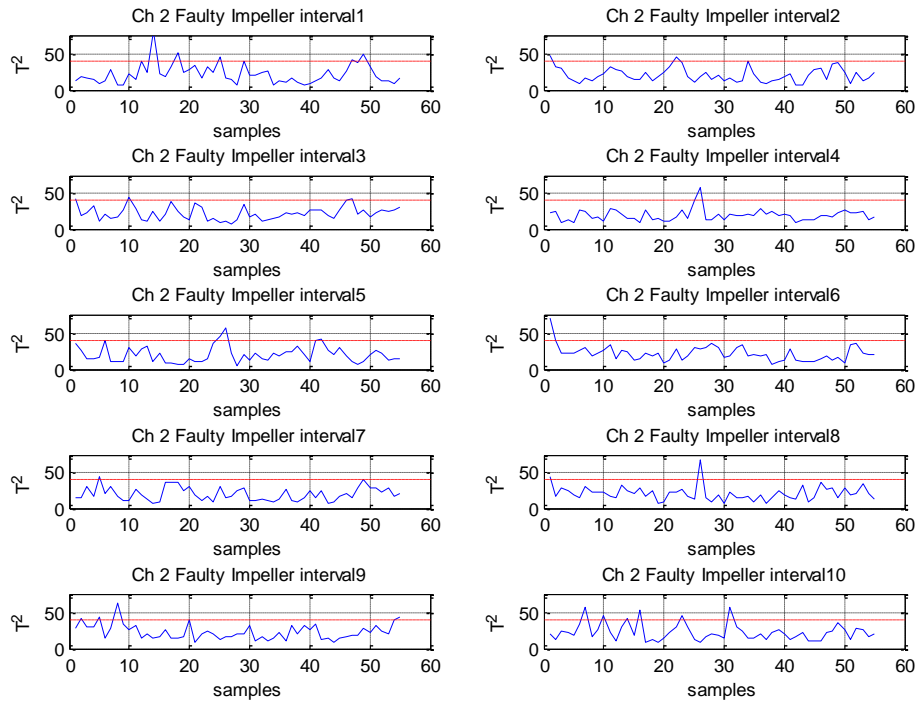 Ch 2 Faulty Impeller interval1
T²
50
0
0 10 20 30 40 50 60
samples
Ch 2 Faulty Impeller interval2
T²
50
0
0 10 20 30 40 50 60
samples
Ch 2 Faulty Impeller interval3
T²
50
0
0 10 20 30 40 50 60
samples
Ch 2 Faulty Impeller interval4
T²
50
0
0 10 20 30 40 50 60
samples
Ch 2 Faulty Impeller interval5
T²
50
0
0 10 20 30 40 50 60
samples
Ch 2 Faulty Impeller interval6
T²
50
0
0 10 20 30 40 50 60
samples
Ch 2 Faulty Impeller interval7
T²
50
0
0 10 20 30 40 50 60
samples
Ch 2 Faulty Impeller interval8
T²
50
0
0 10 20 30 40 50 60
samples
Ch 2 Faulty Impeller interval9
T²
50
0
0 10 20 30 40 50 60
samples
Ch 2 Faulty Impeller interval10
T²
50
0
0 10 20 30 40 50 60
samples